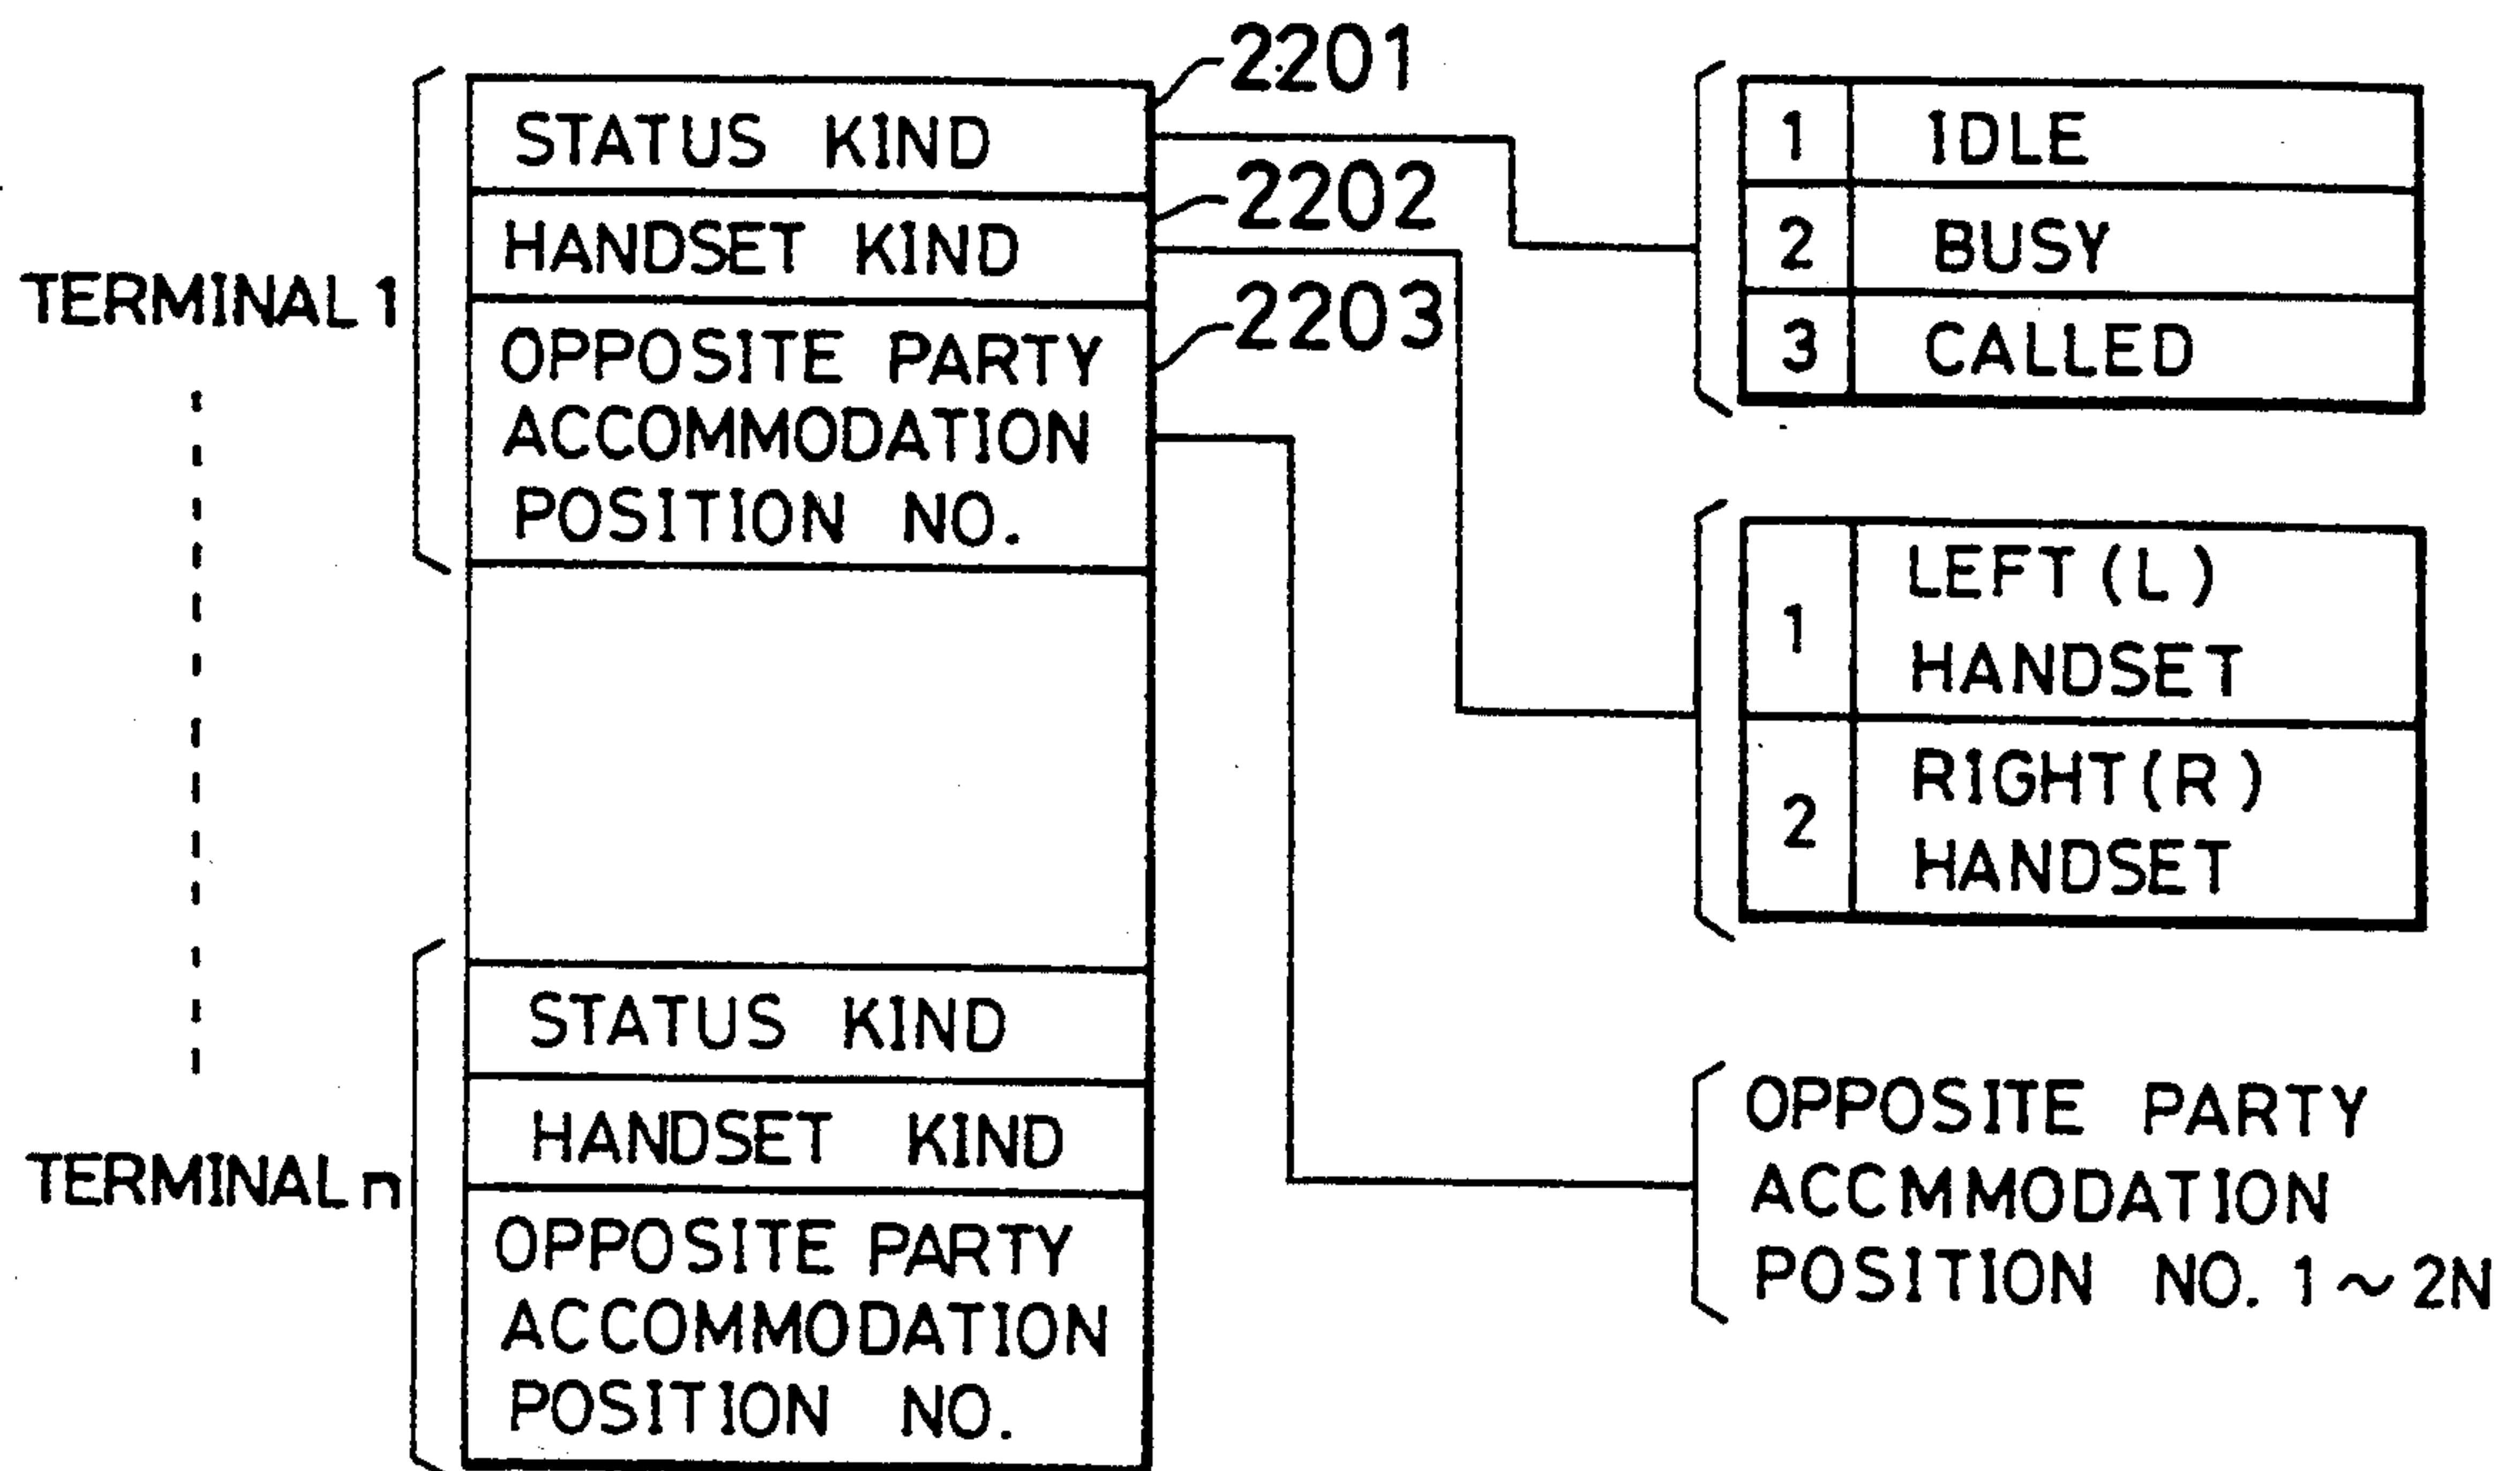 2201
STATUS KIND
2202
HANDSET KIND
2203
TERMINAL 1
OPPOSITE PARTY
ACCOMMODATION
POSITION NO.
STATUS KIND
HANDSET KIND
TERMINAL n
OPPOSITE PARTY
ACCOMMODATION
POSITION NO.
1 IDLE
2 BUSY
3 CALLED
1 LEFT (L)
HANDSET
2 RIGHT (R)
HANDSET
OPPOSITE PARTY
ACCMMODATION
POSITION NO. 1 ~ 2N